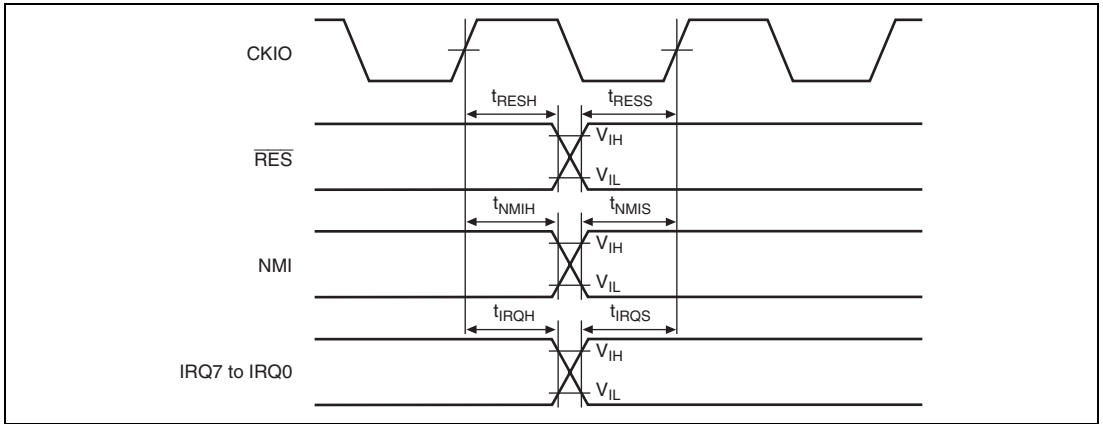 CKIO
tRESH tRESS
RES
VIH
VIL
tNMIH tNMIS
NMI
VIH
VIL
tIRQH tIRQS
IRQ7 to IRQ0
VIH
VIL